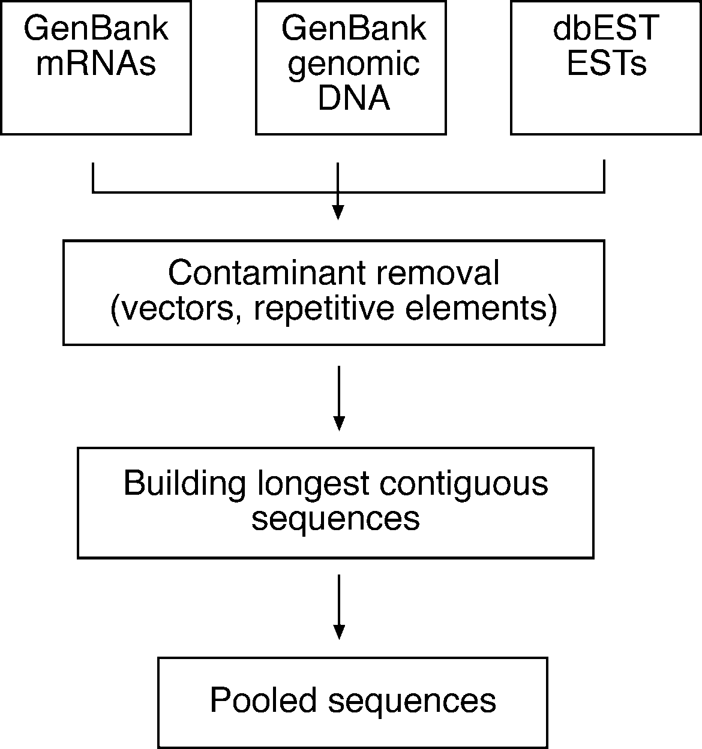 GenBank
mRNAs
GenBank
genomic
DNA
dbEST
ESTs
Contaminant removal
(vectors, repetitive elements)
Building longest contiguous
sequences
Pooled sequences